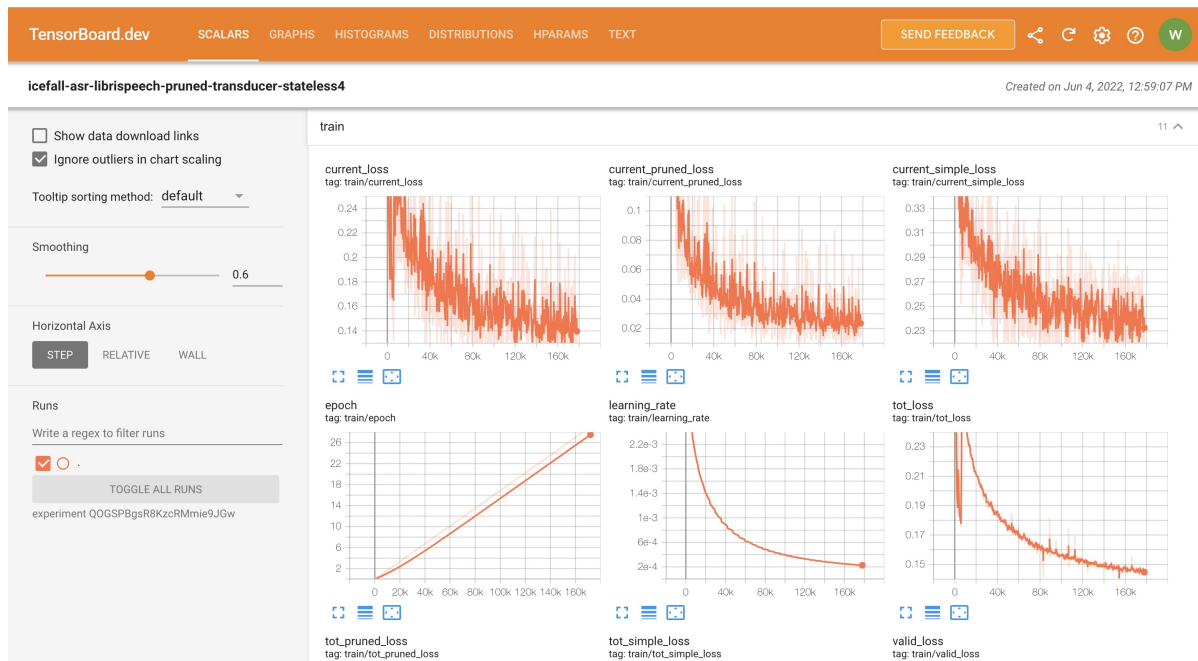 TensorBoard.dev SCALARS GRAPHS HISTOGRAMS DISTRIBUTIONS HPARAMS TEXT SEND FEEDBACK W
icefall-asr-librispeech-pruned-transducer-stateless4 Created on Jun 4, 2022, 12:59:07 PM
Show data download links
Ignore outliers in chart scaling
Tooltip sorting method: default
Smoothing
0.6
Horizontal Axis
STEP RELATIVE WALL
Runs
Write a regex to filter runs
.
TOGGLE ALL RUNS
experiment QOGSPBgsR8KzcRMmie9JGw
train 11
current_loss
tag: train/current_loss
0.24
0.22
0.2
0.18
0.16
0.14
0 40k 80k 120k 160k
current_pruned_loss
tag: train/current_pruned_loss
0.1
0.08
0.06
0.04
0.02
0 40k 80k 120k 160k
current_simple_loss
tag: train/current_simple_loss
0.33
0.31
0.29
0.27
0.25
0.23
0 40k 80k 120k 160k
epoch
tag: train/epoch
26
22
18
14
10
6
2
0 20k 40k 60k 80k 100k 120k 140k 160k
learning_rate
tag: train/learning_rate
2.2e-3
1.8e-3
1.4e-3
1e-3
6e-4
2e-4
0 40k 80k 120k 160k
tot_loss
tag: train/tot_loss
0.23
0.21
0.19
0.17
0.15
0 40k 80k 120k 160k
tot_pruned_loss
tag: train/tot_pruned_loss
tot_simple_loss
tag: train/tot_simple_loss
valid_loss
tag: train/valid_loss